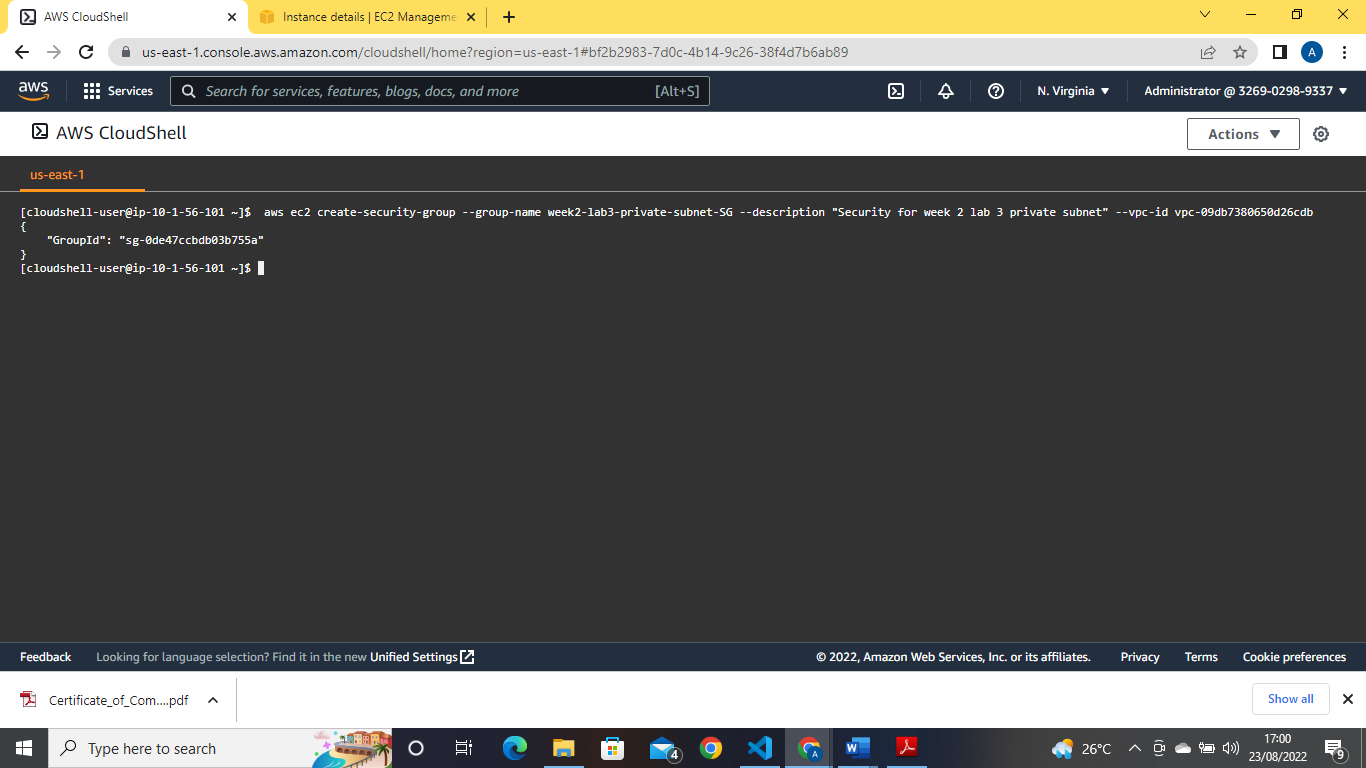 AWS CloudShell
Instance details | EC2 Manageme
us-east-1.console.aws.amazon.com/cloudshell/home?region=us-east-1#bf2b2983-7d0c-4b14-9c26-38f4d7b6ab89
A
aws
Services
Search for services, features, blogs, docs, and more
[Alt+S]
N. Virginia
Administrator @ 3269-0298-9337
AWS CloudShell
Actions
us-east-1
[cloudshell-user@ip-10-1-56-101 ~]$ aws ec2 create-security-group --group-name week2-lab3-private-subnet-SG --description "Security for week 2 lab 3 private subnet" --vpc-id vpc-09db7380650d26cdb
{
"GroupId": "sg-0de47ccbdb03b755a"
}
[cloudshell-user@ip-10-1-56-101 ~]$
Feedback
Looking for language selection? Find it in the new Unified Settings
© 2022, Amazon Web Services, Inc. or its affiliates.
Privacy
Terms
Cookie preferences
Certificate_of_Com....pdf
Show all
Type here to search
4
A
26°C
17:00
23/08/2022
9